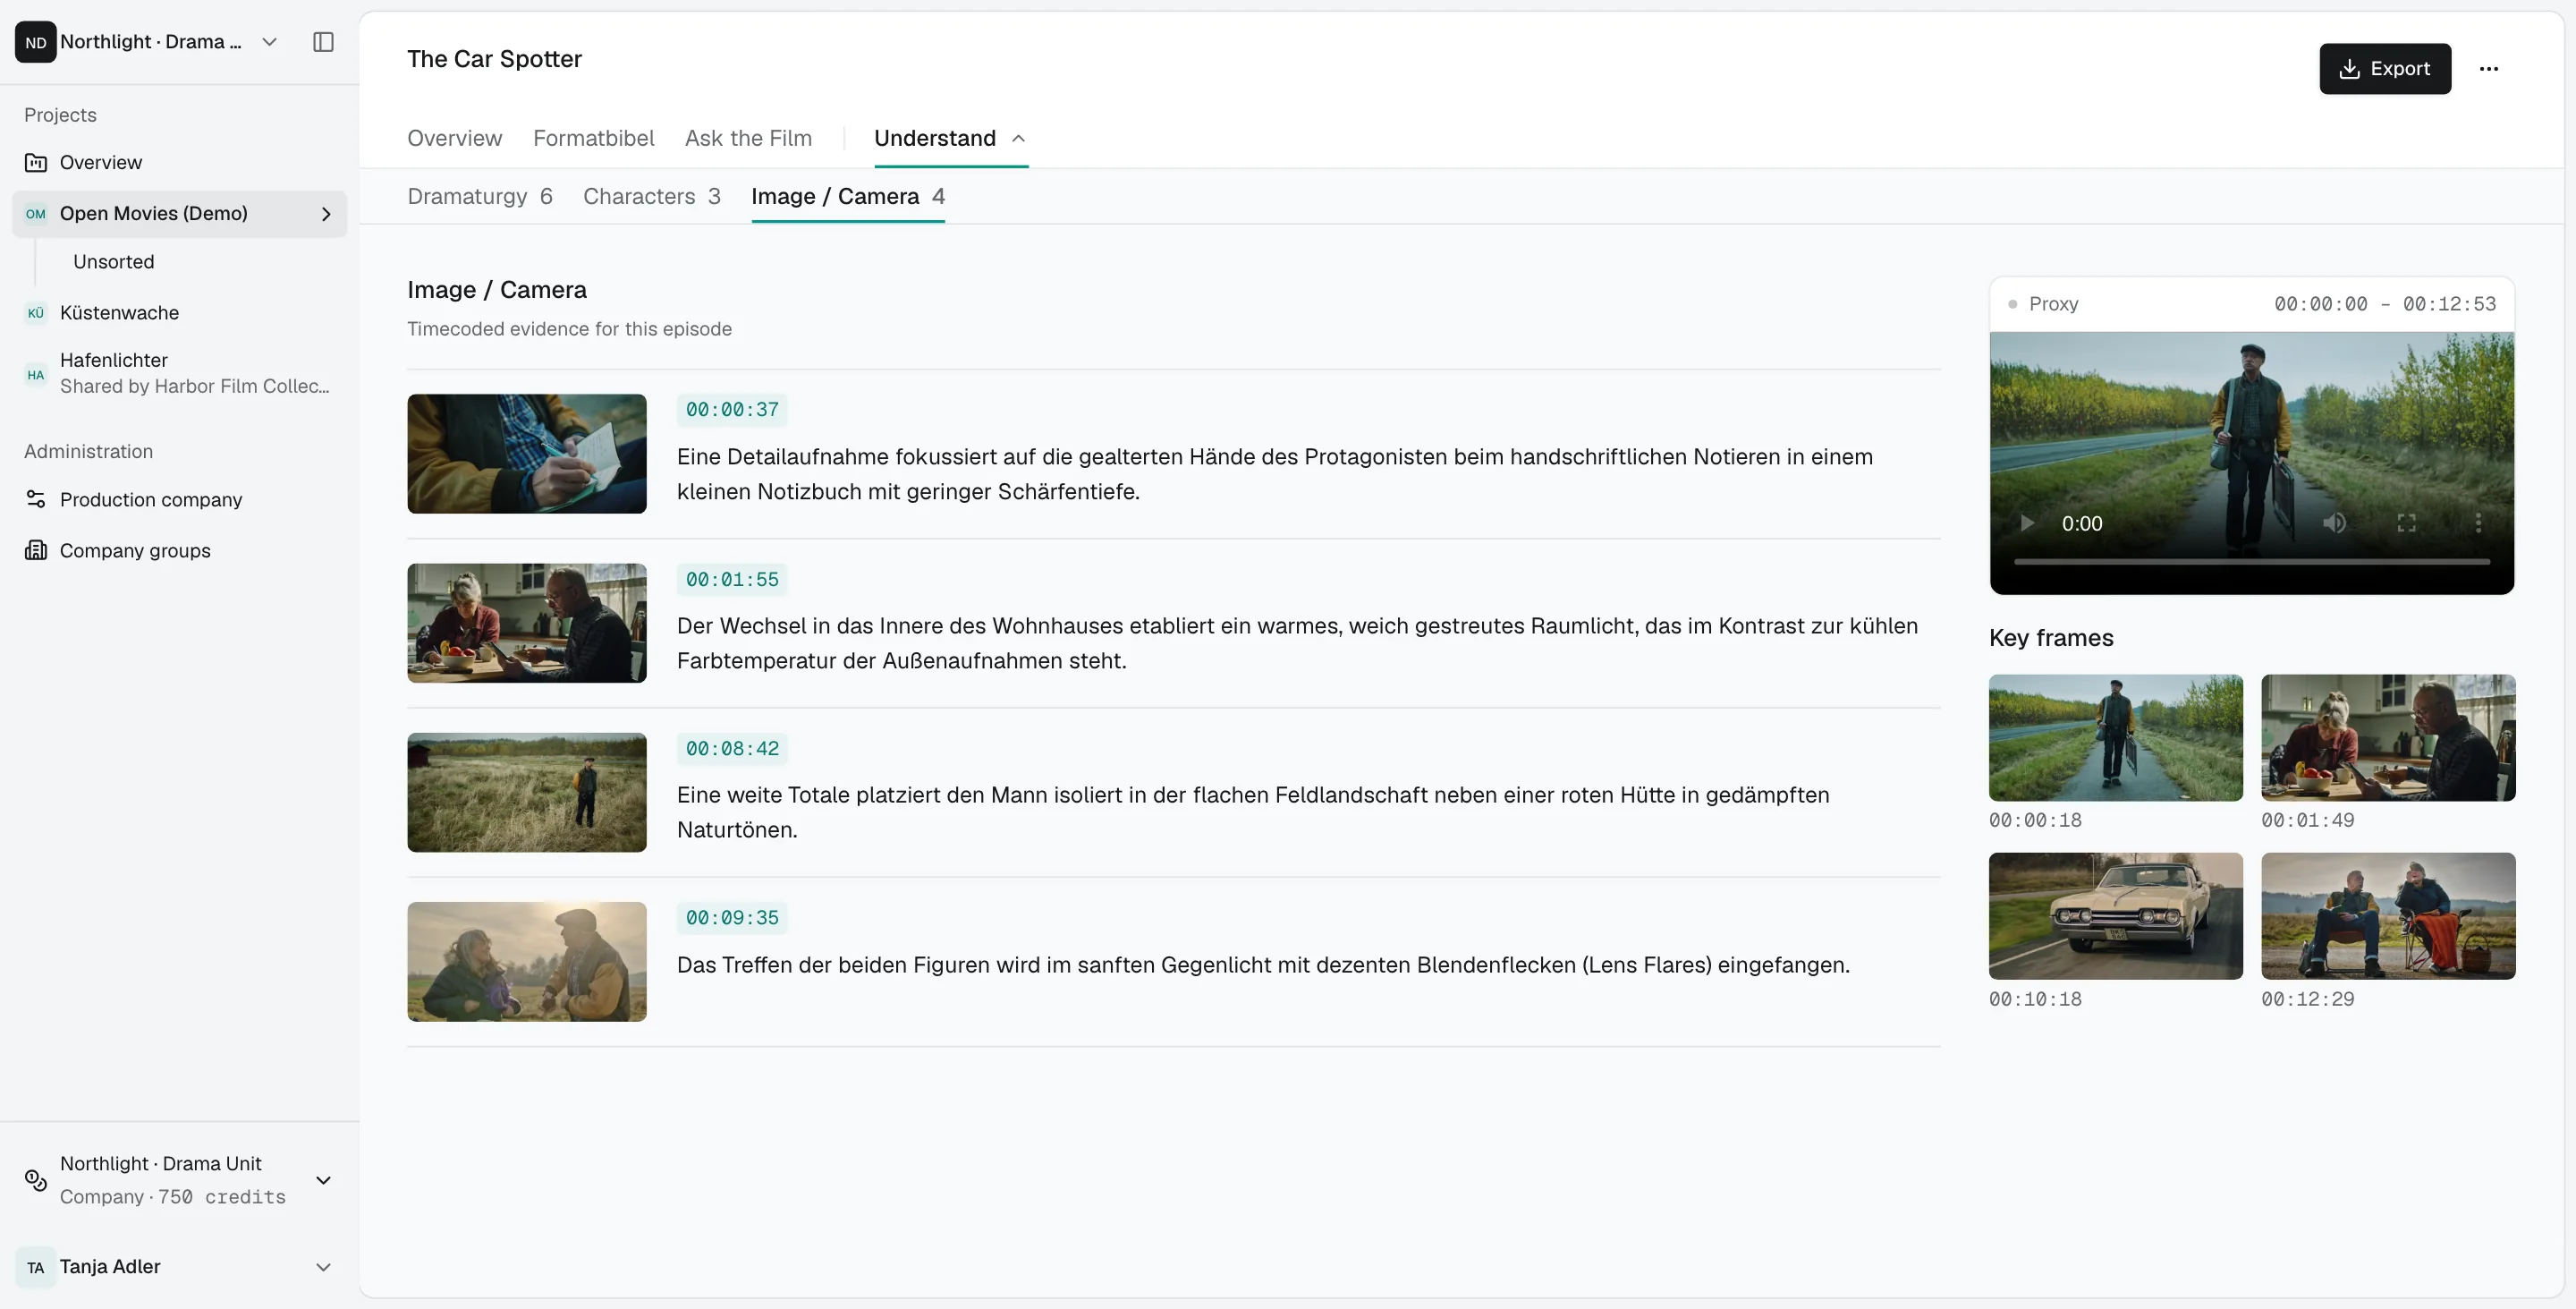 ND Northlight · Drama ...
Projects
Overview
OM Open Movies (Demo)
Unsorted
KÜ Küstenwache
HA Hafenlichter
Shared by Harbor Film Collec...
Administration
Production company
Company groups
Northlight · Drama Unit
Company · 750 credits
TA Tanja Adler
The Car Spotter
Export
Overview Formatbibel Ask the Film Understand
Dramaturgy 6 Characters 3 Image / Camera 4
Image / Camera
Timecoded evidence for this episode
00:00:37
Eine Detailaufnahme fokussiert auf die gealterten Hände des Protagonisten beim handschriftlichen Notieren in einem
kleinen Notizbuch mit geringer Schärfentiefe.
00:01:55
Der Wechsel in das Innere des Wohnhauses etabliert ein warmes, weich gestreutes Raumlicht, das im Kontrast zur kühlen
Farbtemperatur der Außenaufnahmen steht.
00:08:42
Eine weite Totale platziert den Mann isoliert in der flachen Feldlandschaft neben einer roten Hütte in gedämpften
Naturtönen.
00:09:35
Das Treffen der beiden Figuren wird im sanften Gegenlicht mit dezenten Blendenflecken (Lens Flares) eingefangen.
Proxy 00:00:00 – 00:12:53
0:00
Key frames
00:00:18 00:01:49
00:10:18 00:12:29